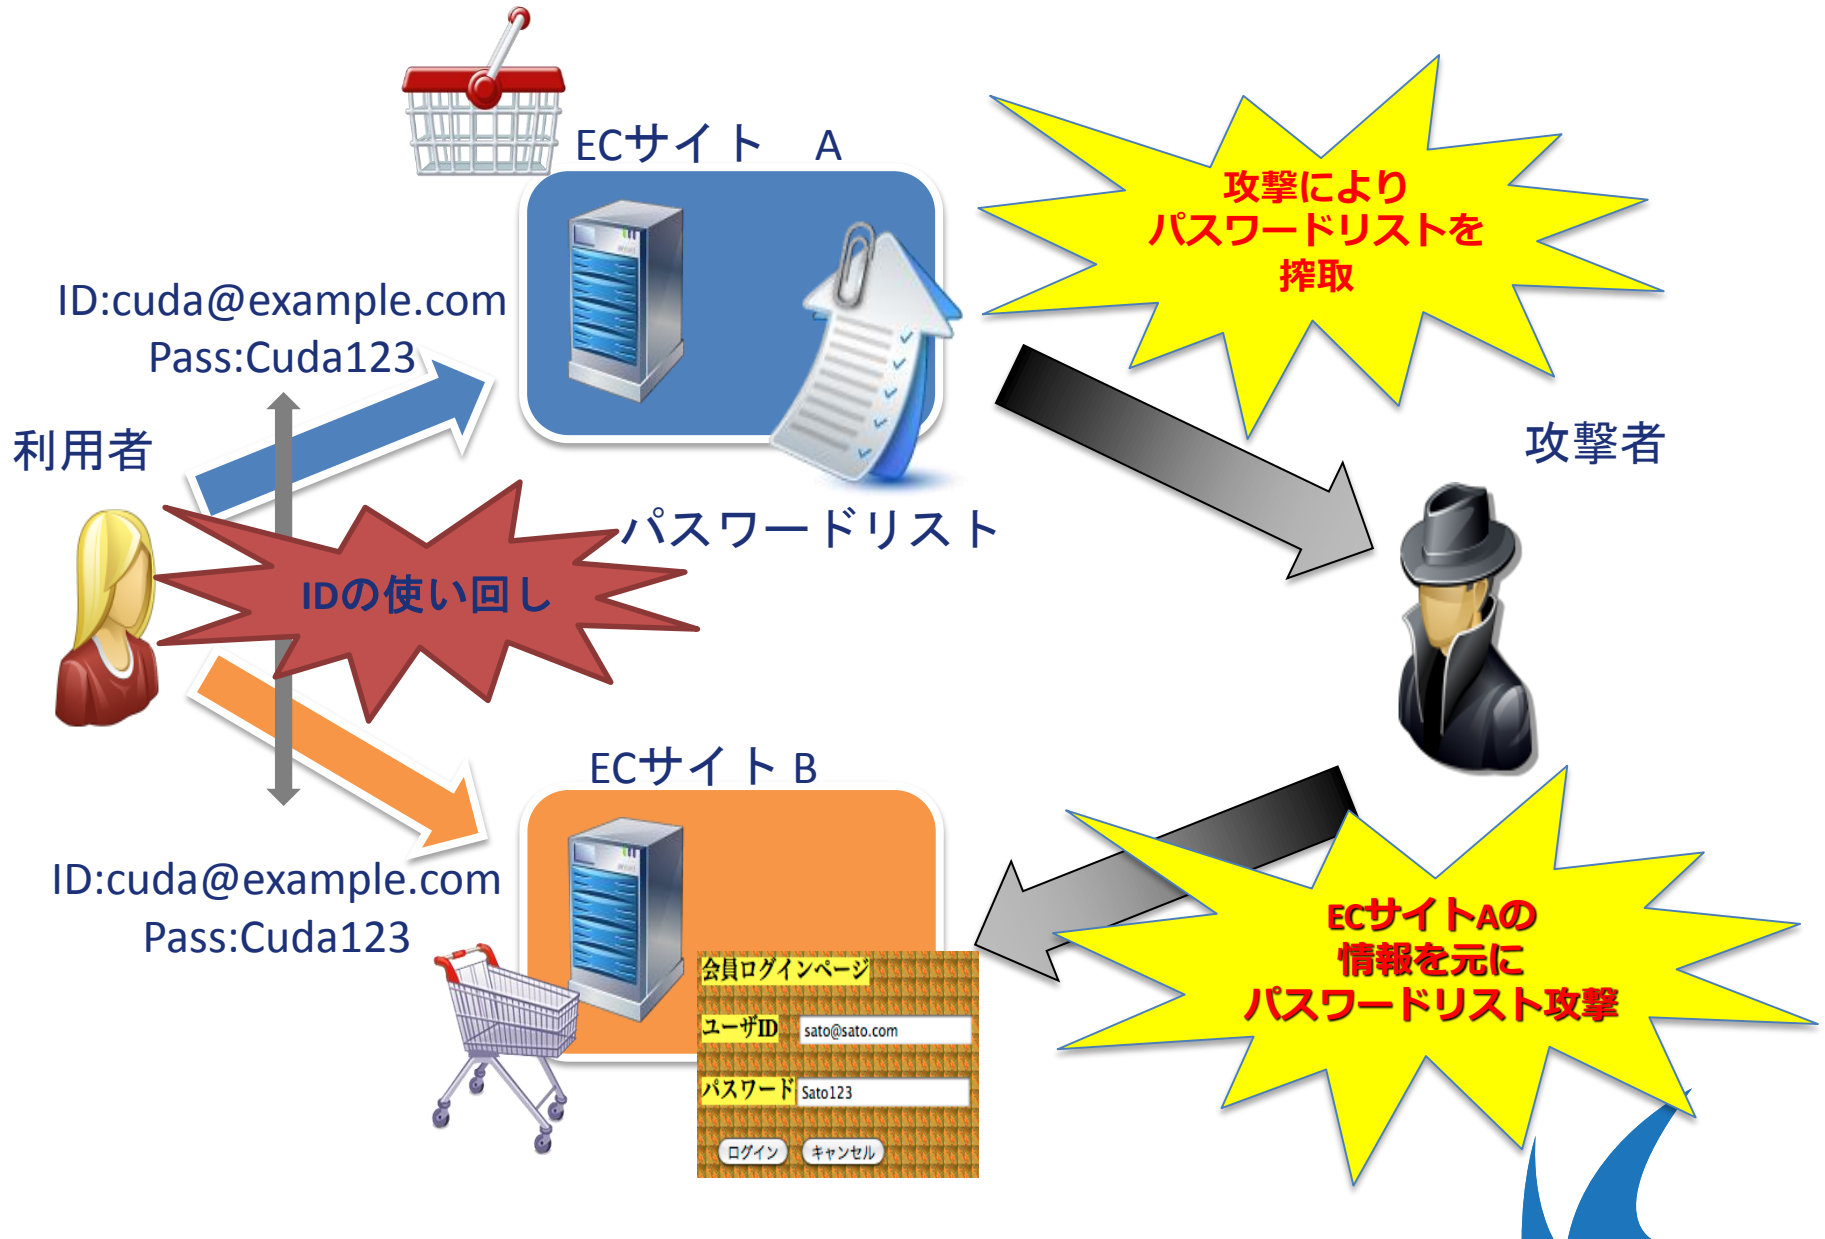 ECサイト　A
攻撃により
パスワードリストを
搾取
ID:cuda@example.com
Pass:Cuda123
利用者
攻撃者
パスワードリスト
IDの使い回し
ECサイト B
ID:cuda@example.com
Pass:Cuda123
会員ログインページ
ユーザID sato@sato.com
パスワード Sato123
ログイン キャンセル
ECサイトAの
情報を元に
パスワードリスト攻撃